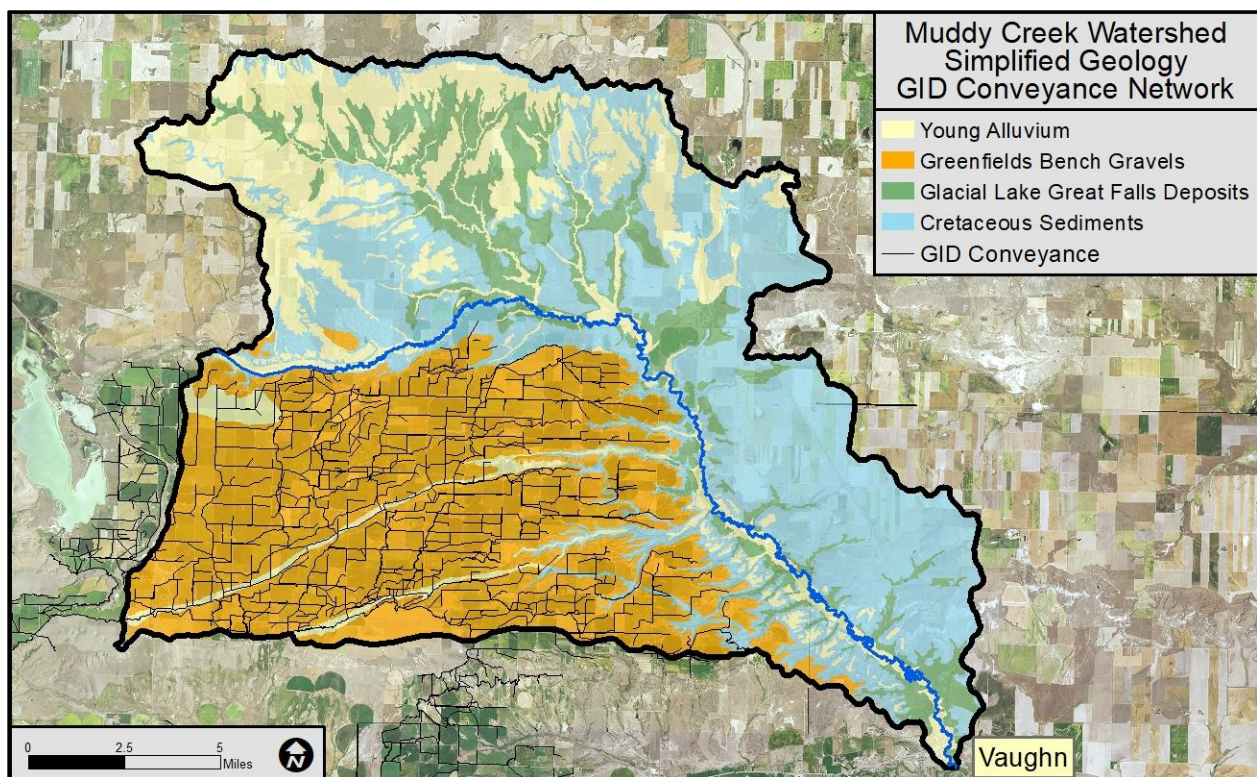 Muddy Creek Watershed
Simplified Geology
GID Conveyance Network
Young Alluvium
Greenfields Bench Gravels
Glacial Lake Great Falls Deposits
Cretaceous Sediments
GID Conveyance
0 2.5 5
Miles
N
Vaughn